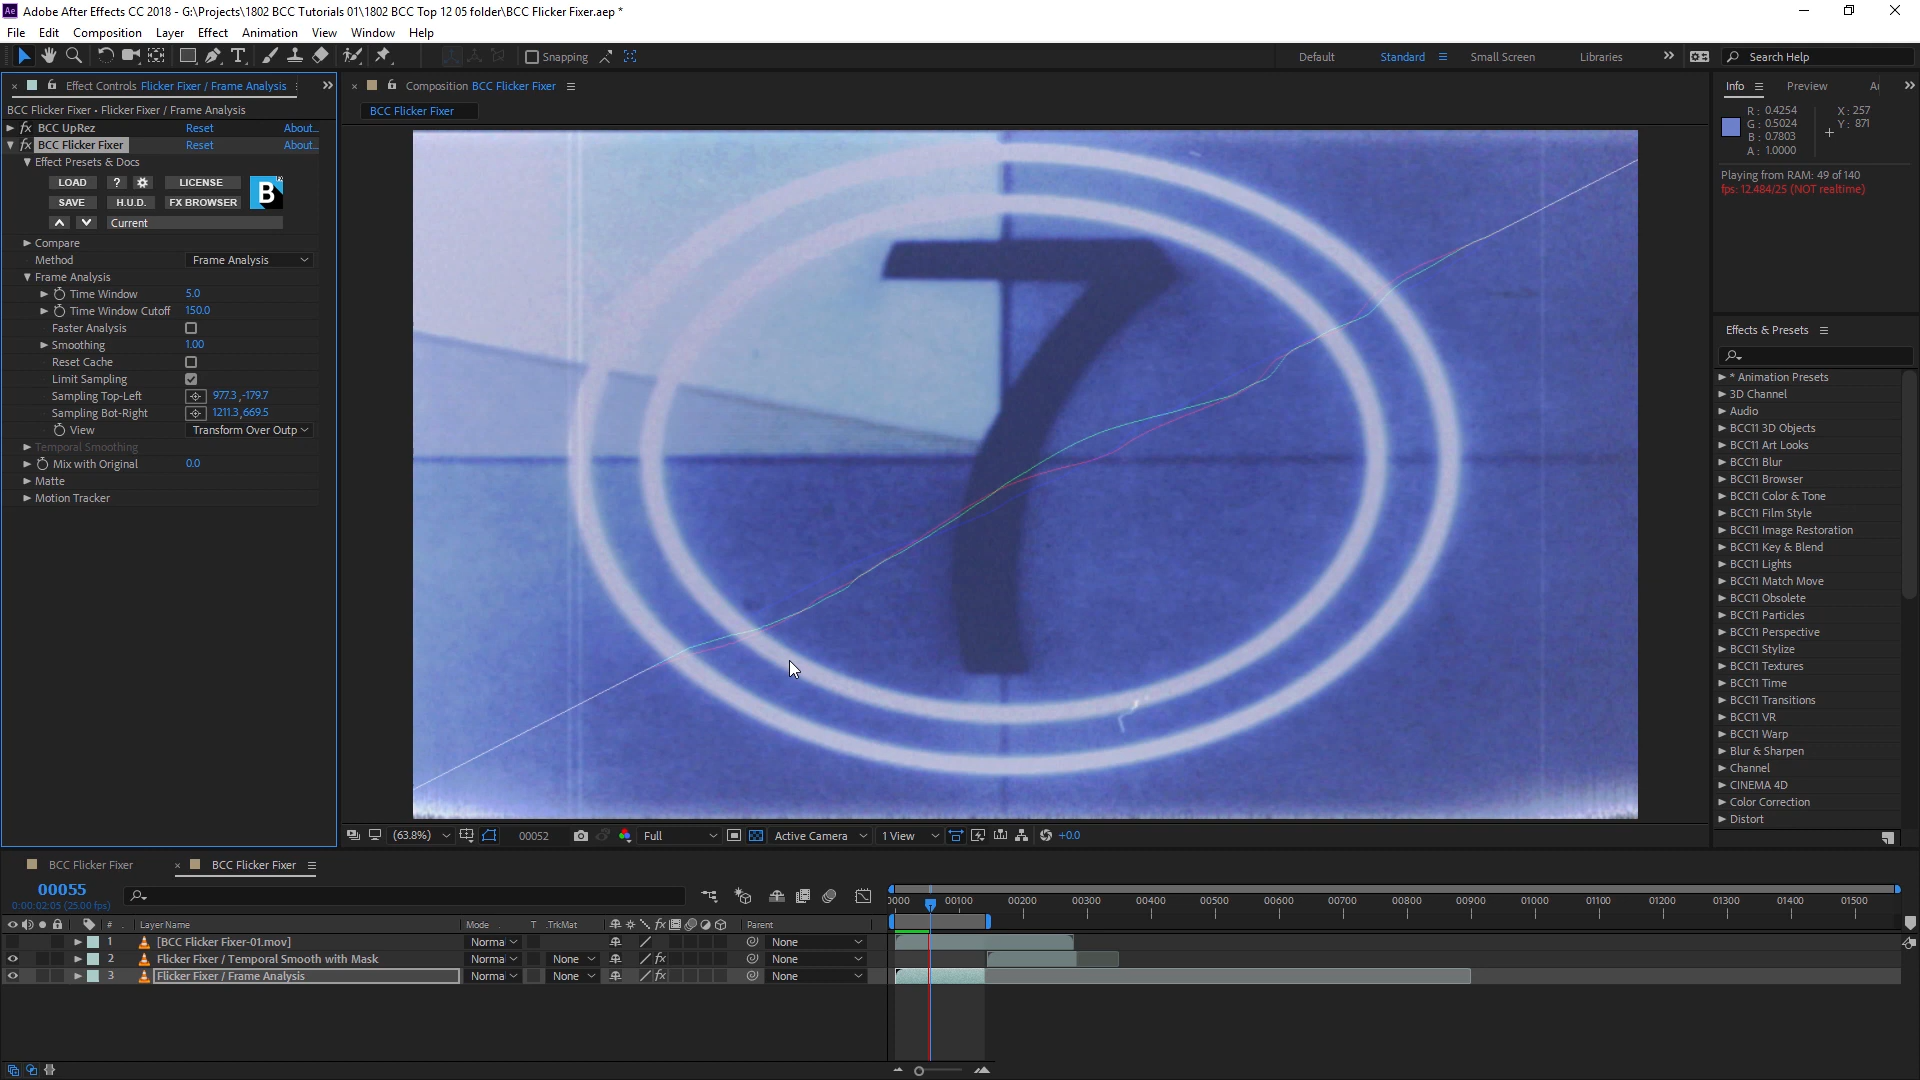 Adobe After Effects CC 2018 - G:\Projects\1802 BCC Tutorials 01\1802 BCC Top 12 05 folder\BCC Flicker Fixer.aep *
File Edit Composition Layer Effect Animation View Window Help
Snapping Default Standard Small Screen Libraries Search Help
Effect Controls Flicker Fixer / Frame Analysis
BCC Flicker Fixer • Flicker Fixer / Frame Analysis
fx BCC UpRez Reset About...
fx BCC Flicker Fixer Reset About...
Effect Presets & Docs
LOAD ? LICENSE
SAVE H.U.D. FX BROWSER
B
Current
Compare
Method Frame Analysis
Frame Analysis
Time Window 5.0
Time Window Cutoff 150.0
Faster Analysis
Smoothing 1.00
Reset Cache
Limit Sampling
Sampling Top-Left 977.3,-179.7
Sampling Bot-Right 1211.3,669.5
View Transform Over Outp
Temporal Smoothing
Mix with Original 0.0
Matte
Motion Tracker
Composition BCC Flicker Fixer
BCC Flicker Fixer
7
(63.8%) 00052 Full Active Camera 1 View +0.0
Info Preview
R: 0.4254 X: 257
G: 0.5024 Y: 871
B: 0.7803
A: 1.0000
Playing from RAM: 49 of 140
fps: 12.484/25 (NOT realtime)
Effects & Presets
* Animation Presets
3D Channel
Audio
BCC11 3D Objects
BCC11 Art Looks
BCC11 Blur
BCC11 Browser
BCC11 Color & Tone
BCC11 Film Style
BCC11 Image Restoration
BCC11 Key & Blend
BCC11 Lights
BCC11 Match Move
BCC11 Obsolete
BCC11 Particles
BCC11 Perspective
BCC11 Stylize
BCC11 Textures
BCC11 Time
BCC11 Transitions
BCC11 VR
BCC11 Warp
Blur & Sharpen
Channel
CINEMA 4D
Color Correction
Distort
BCC Flicker Fixer BCC Flicker Fixer
00055
0:00:02:05 (25.00 fps)
0000 00100 00200 00300 00400 00500 00600 00700 00800 00900 01000 01100 01200 01300 01400 01500
# Layer Name Mode T .TrkMat fx Parent
1 [BCC Flicker Fixer-01.mov] Norma None
2 Flicker Fixer / Temporal Smooth with Mask Norma None fx None
3 Flicker Fixer / Frame Analysis Norma None fx None